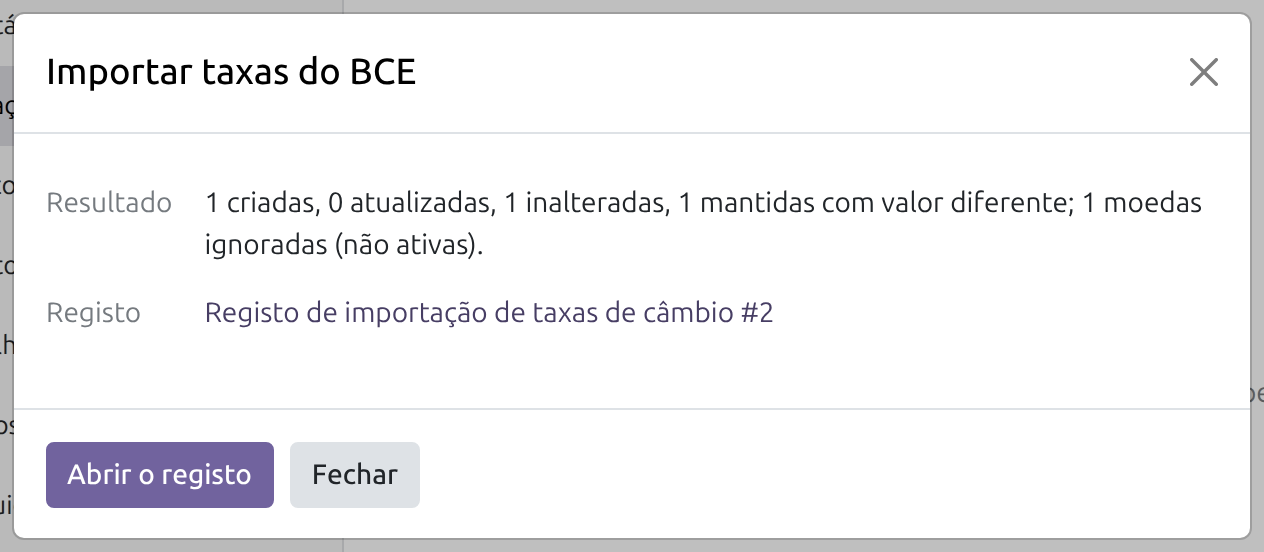 Importar taxas do BCE
Resultado
1 criadas, 0 atualizadas, 1 inalteradas, 1 mantidas com valor diferente; 1 moedas
ignoradas (não ativas).
Registo
Registo de importação de taxas de câmbio #2
Abrir o registo
Fechar